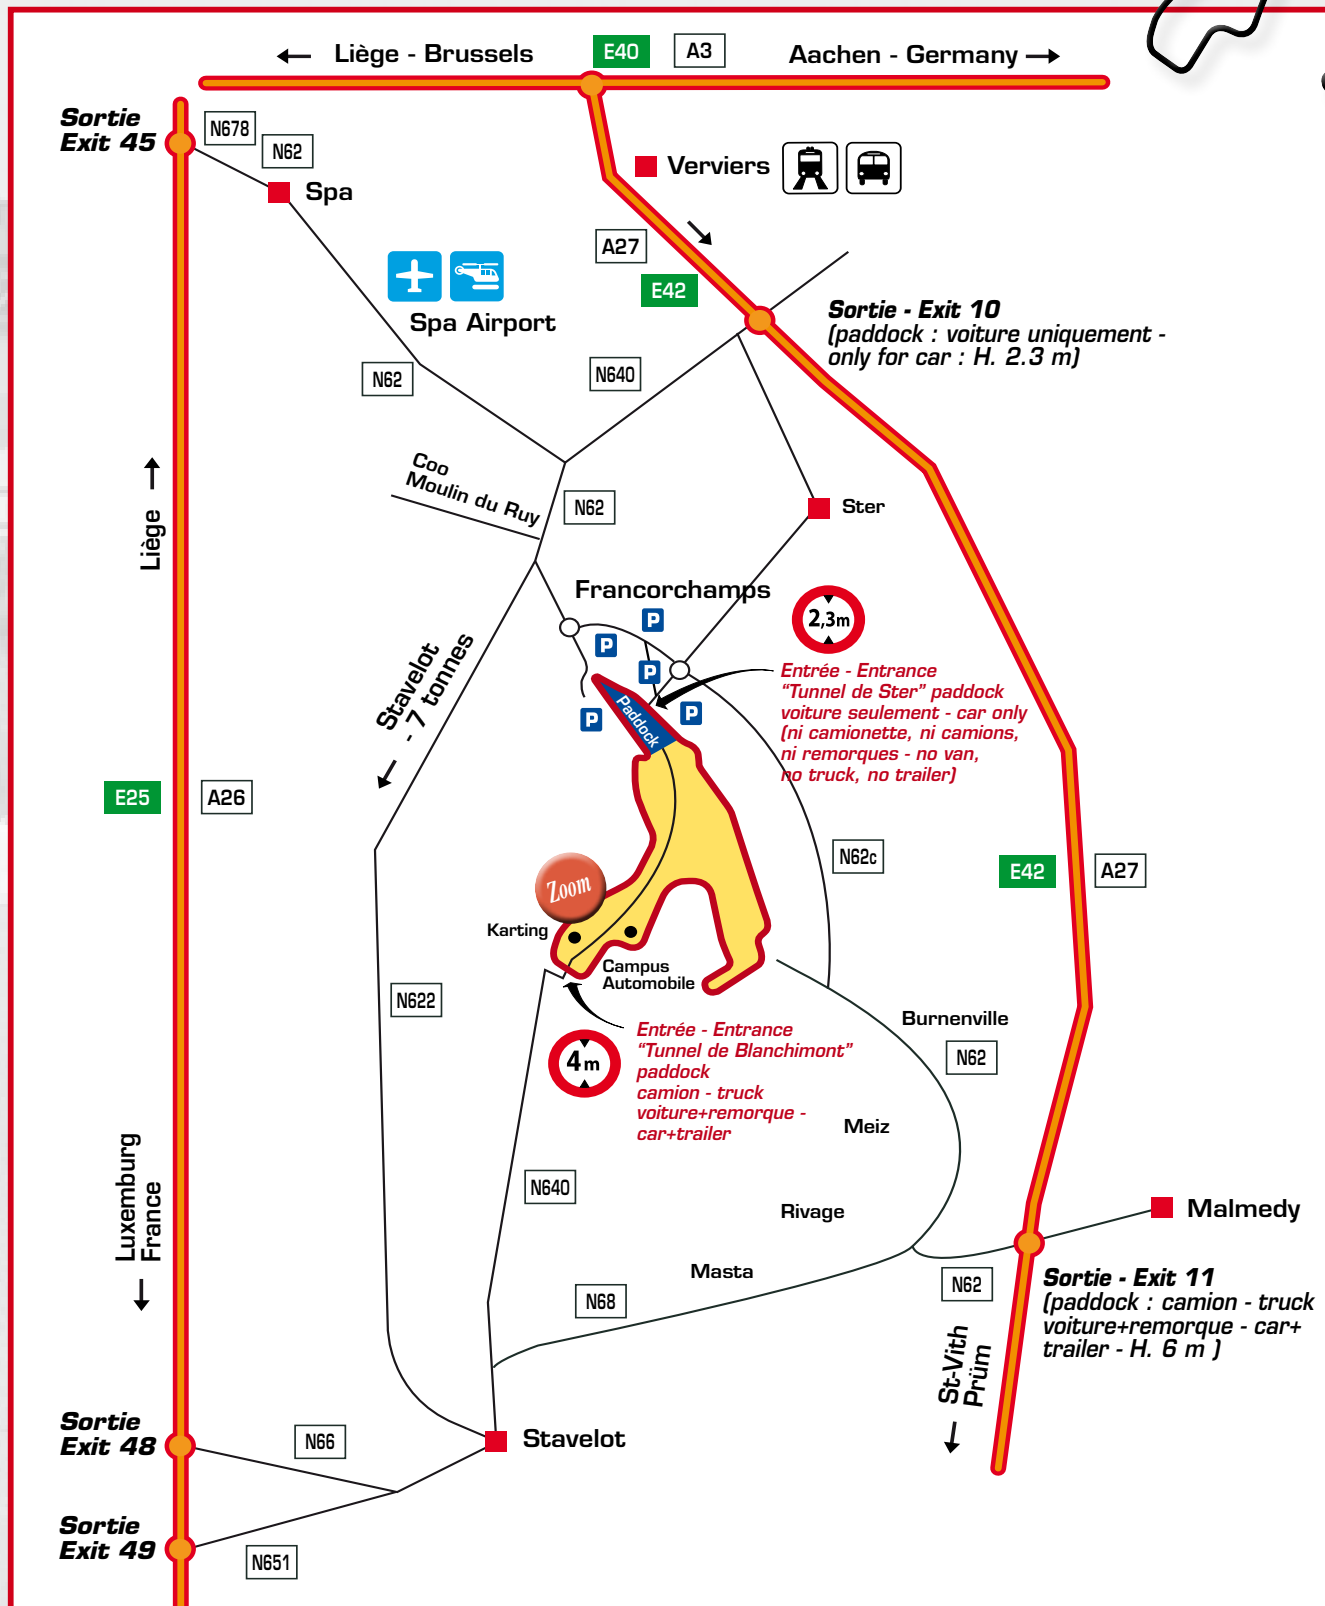 Liège - Brussels
E40
A3
Aachen - Germany
Sortie
Exit 45
N678
N62
Spa
Verviers
A27
E42
Spa Airport
Sortie - Exit 10
(paddock : voiture uniquement -
only for car : H. 2.3 m)
N62
N640
Coo
Moulin du Ruy
N62
Ster
Liège
Francorchamps
2,3m
P
P
P
P
P
Paddock
Entrée - Entrance
“Tunnel de Ster” paddock
voiture seulement - car only
(ni camionette, ni camions,
ni remorques - no van,
no truck, no trailer)
Stavelot
- 7 tonnes
E25
A26
N62c
E42
A27
Zoom
Karting
Campus
Automobile
N622
Burnenville
N62
Entrée - Entrance
“Tunnel de Blanchimont”
paddock
camion - truck
voiture+remorque -
car+trailer
4m
Meiz
Luxemburg
France
N640
Rivage
Malmedy
Masta
N68
N62
Sortie - Exit 11
(paddock : camion - truck
voiture+remorque - car+
trailer - H. 6 m )
St-Vith
Prüm
Sortie
Exit 48
N66
Stavelot
Sortie
Exit 49
N651